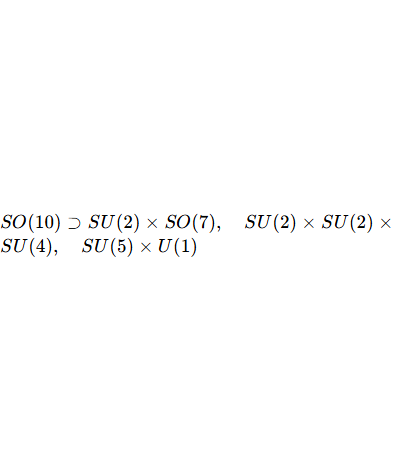 SO(10) ⊃ SU(2) × SO(7), SU(2) × SU(2) ×
SU(4), SU(5) × U(1)